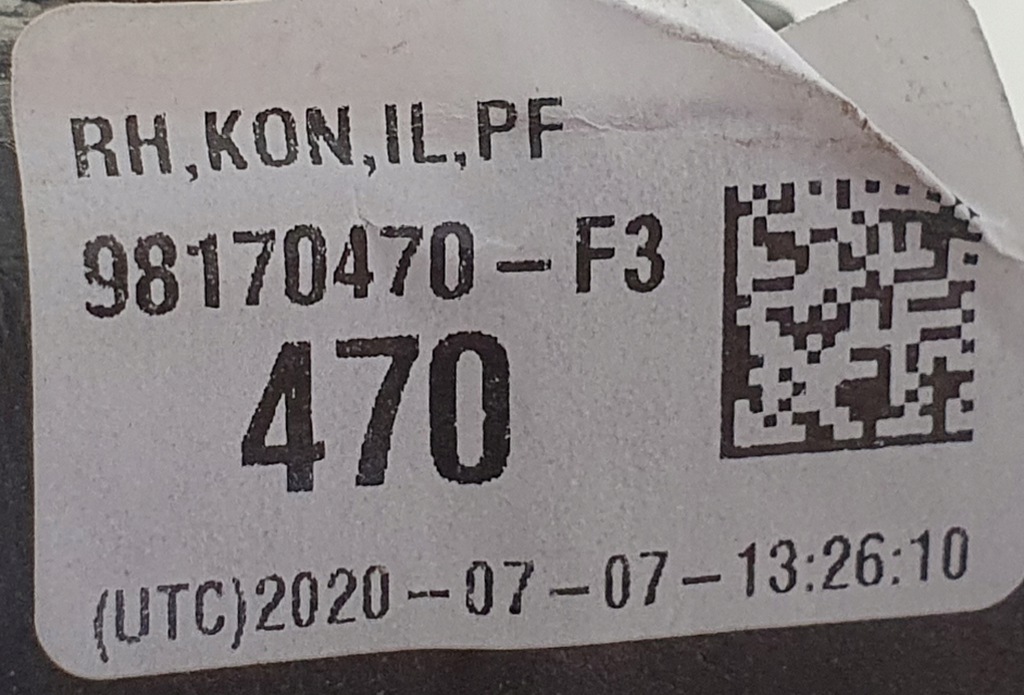 RH,KON,IL,PF
98170470-F3
470
(UTC)2020-07-07-13:26:10